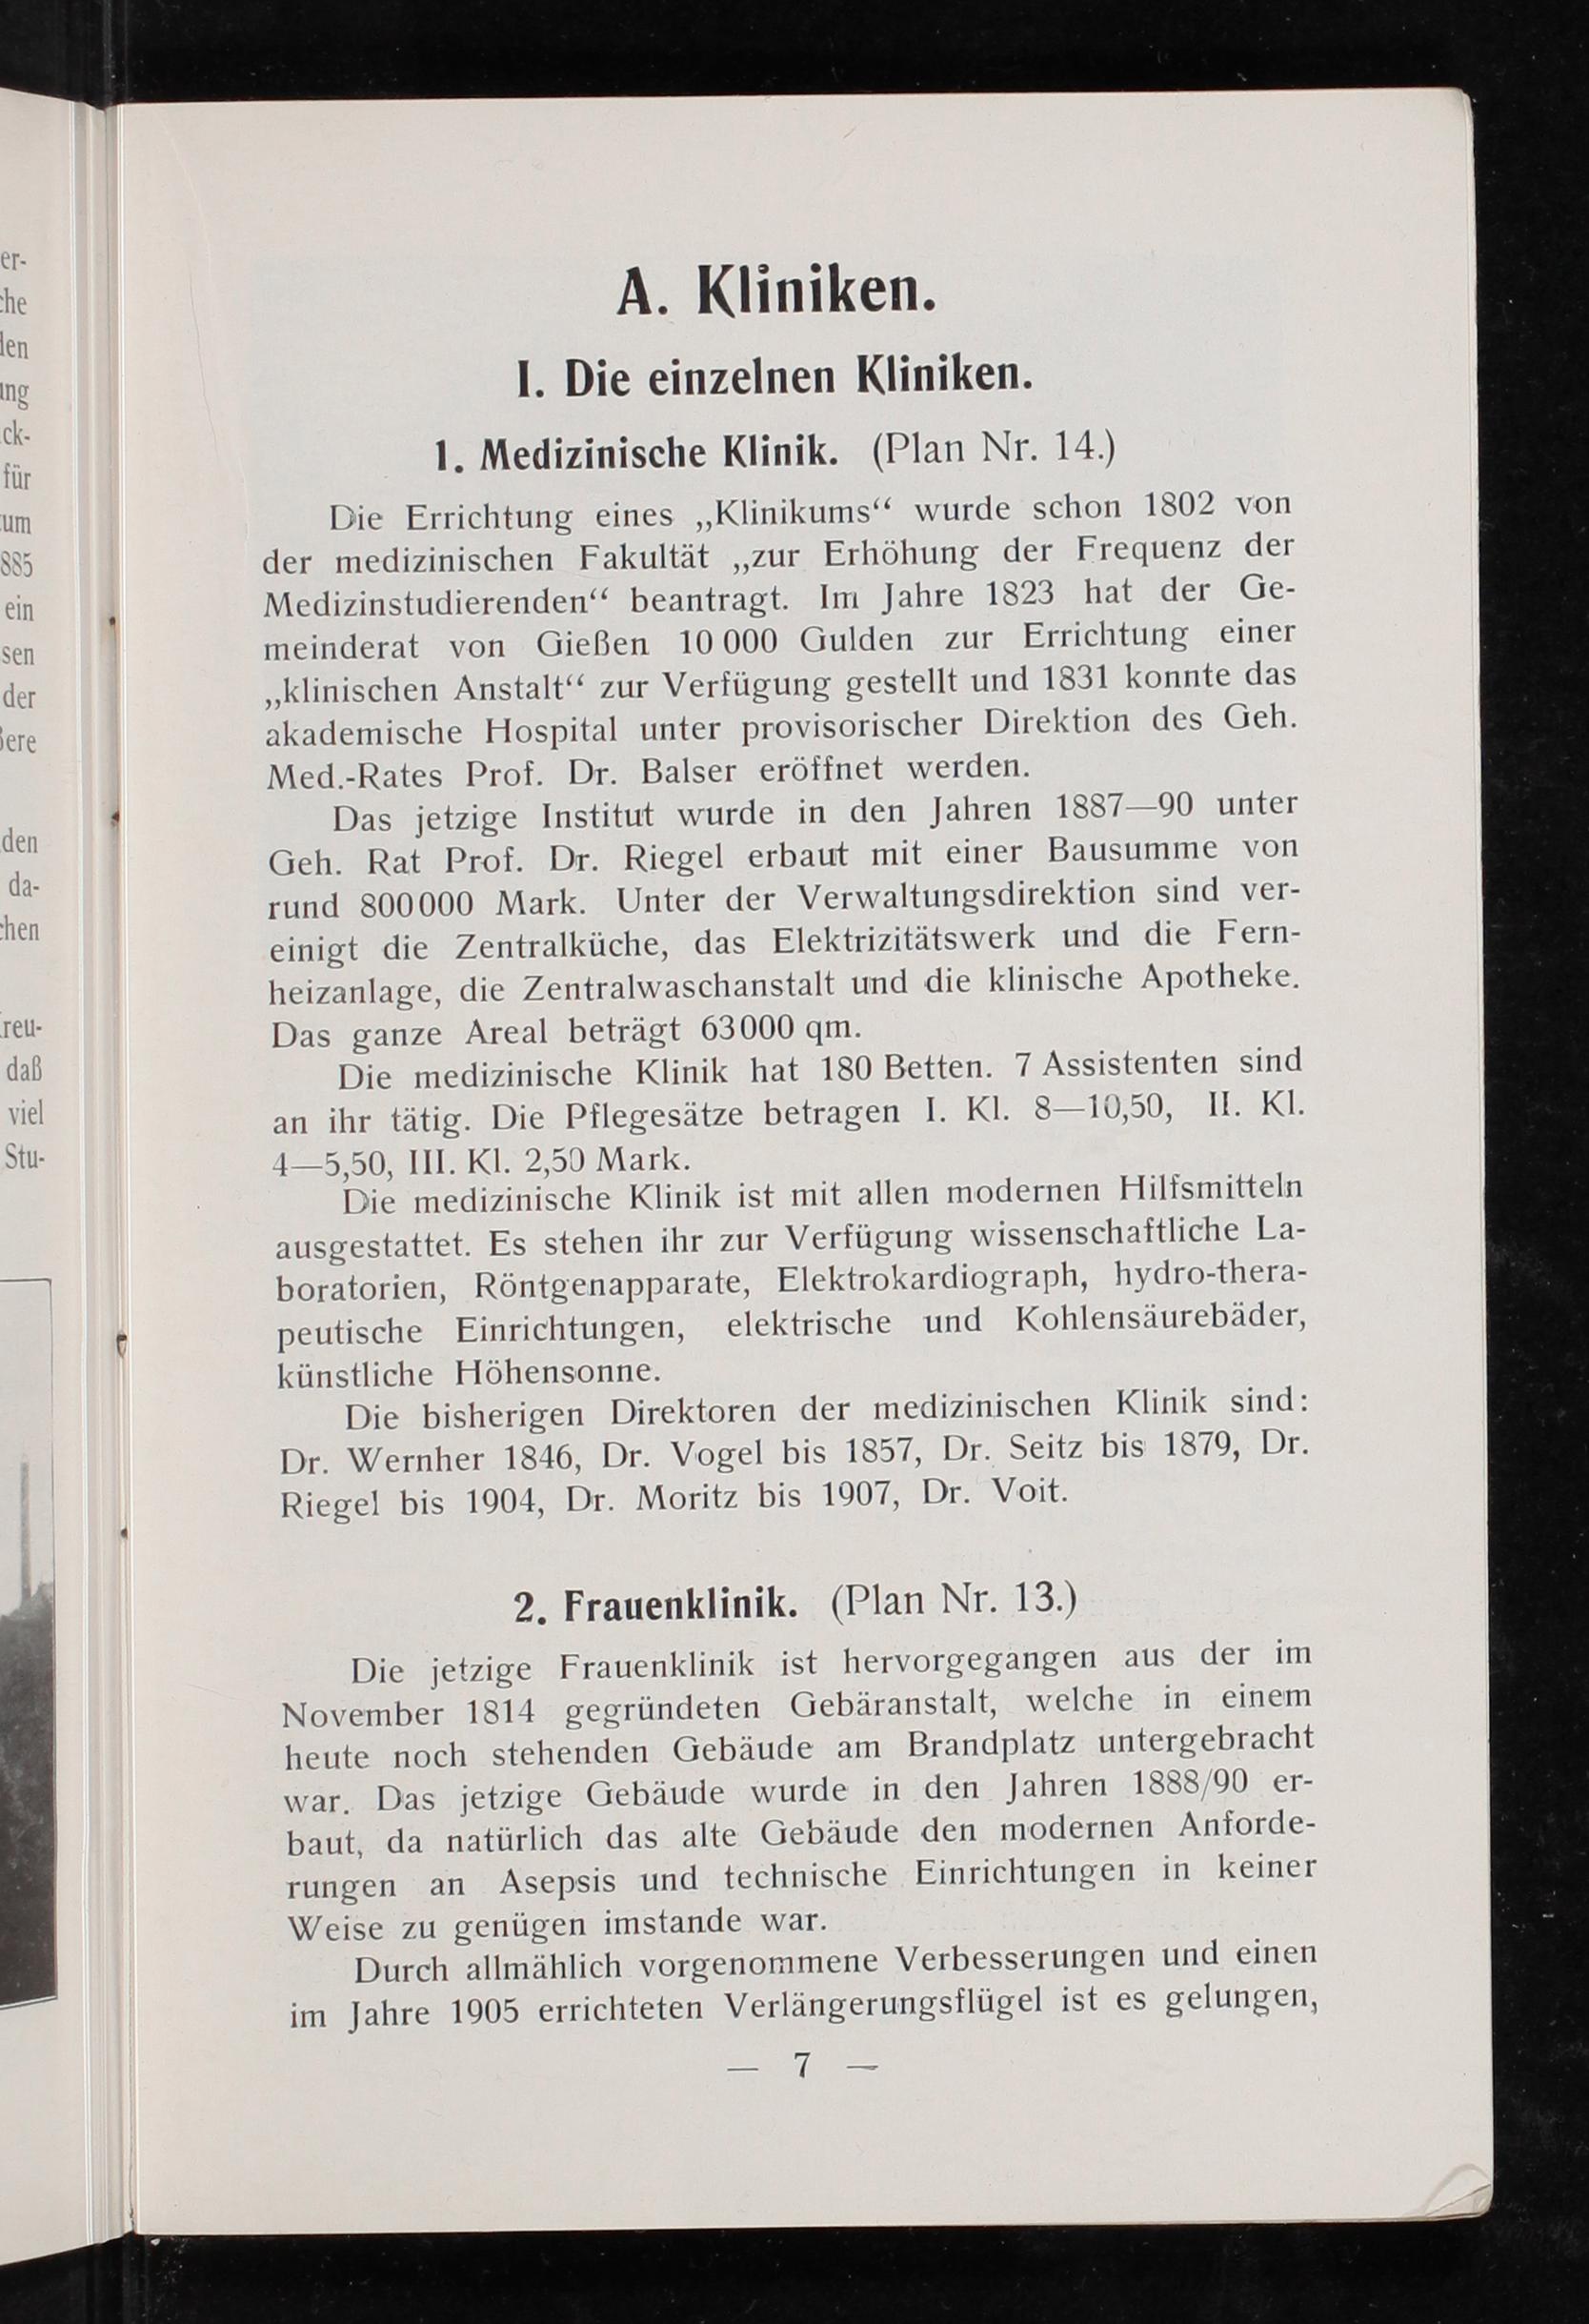 A. Kliniken.
I. Die einzelnen Kliniken.
1. Medizinische Klinik. (Plan Nr. 14.)
Die Errichtung eines „Klinikums“ wurde schon 1802 von
der medizinischen Fakultät „zur Erhöhung der Frequenz der
Medizinstudierenden“ beantragt. Im Jahre 1823 hat der Ge-
meinderat von Gießen 10 000 Gulden zur Errichtung einer
„klinischen Anstalt“ zur Verfügung gestellt und 1831 konnte das
akademische Hospital unter provisorischer Direktion des Geh.
Med.-Rates Prof. Dr. Balser eröffnet werden.
Das jetzige Institut wurde in den Jahren 1887—90 unter
Geh. Rat Prof. Dr. Riegel erbaut mit einer Bausumme von
rund 800000 Mark. Unter der Verwaltungsdirektion sind ver-
einigt die Zentralküche, das Elektrizitätswerk und die Fern-
heizanlage, die Zentralwaschanstalt und die klinische Apotheke.
Das ganze Areal beträgt 63000 qm.
Die medizinische Klinik hat 180 Betten. 7 Assistenten sind
an ihr tätig. Die Pflegesätze betragen I. Kl. 8—10,50, II. Kl.
4—5,50, III. Kl. 2,50 Mark.
Die medizinische Klinik ist mit allen modernen Hilfsmitteln
ausgestattet. Es stehen ihr zur Verfügung wissenschaftliche La-
boratorien, Röntgenapparate, Elektrokardiograph, hydro-thera-
peutische Einrichtungen, elektrische und Kohlensäurebäder,
künstliche Höhensonne.
Die bisherigen Direktoren der medizinischen Klinik sind:
Dr. Wernher 1846, Dr. Vogel bis 1857, Dr. Seitz bis 1879, Dr.
Riegel bis 1904, Dr. Moritz bis 1907, Dr. Voit.
2. Frauenklinik. (Plan Nr. 13.)
Die jetzige Frauenklinik ist hervorgegangen aus der im
November 1814 gegründeten Gebäranstalt, welche in einem
heute noch stehenden Gebäude am Brandplatz untergebracht
war. Das jetzige Gebäude wurde in den Jahren 1888/90 er-
baut, da natürlich das alte Gebäude den modernen Anforde-
rungen an Asepsis und technische Einrichtungen in keiner
Weise zu genügen imstande war.
Durch allmählich vorgenommene Verbesserungen und einen
im Jahre 1905 errichteten Verlängerungsflügel ist es gelungen,
— 7 —